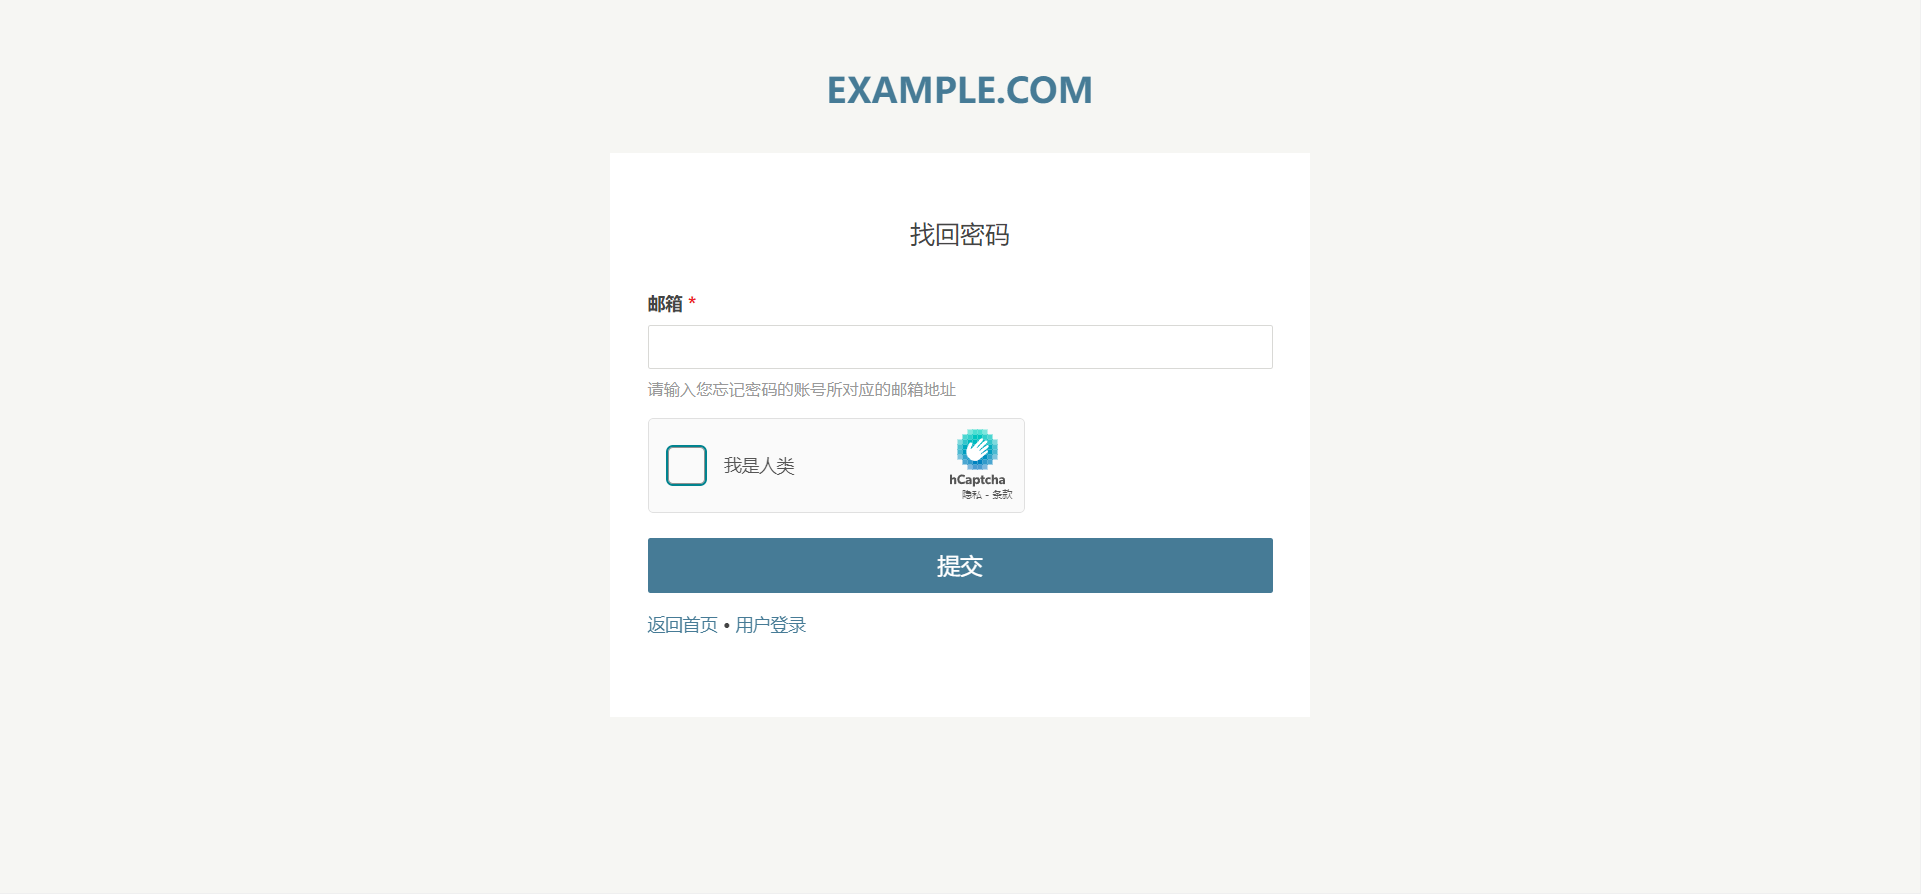 EXAMPLE.COM
找回密码
邮箱 *
请输入您忘记密码的账号所对应的邮箱地址
我是人类
hCaptcha
隐私 - 条款
提交
返回首页 • 用户登录